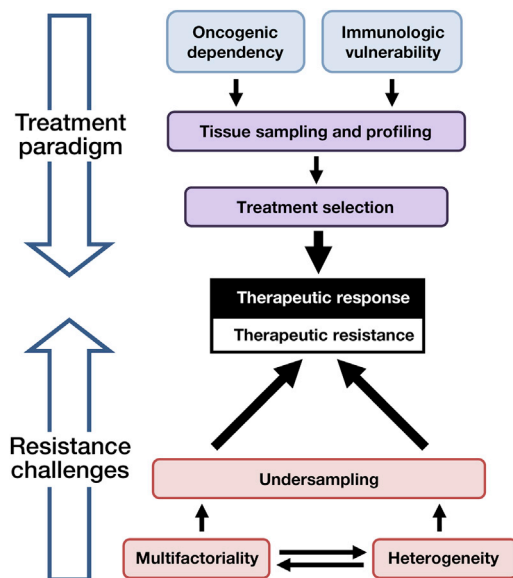 Oncogenic
dependency
Immunologic
vulnerability
Treatment
paradigm
Tissue sampling and profiling
Treatment selection
Therapeutic response
Therapeutic resistance
Resistance
challenges
Undersampling
Multifactoriality
Heterogeneity